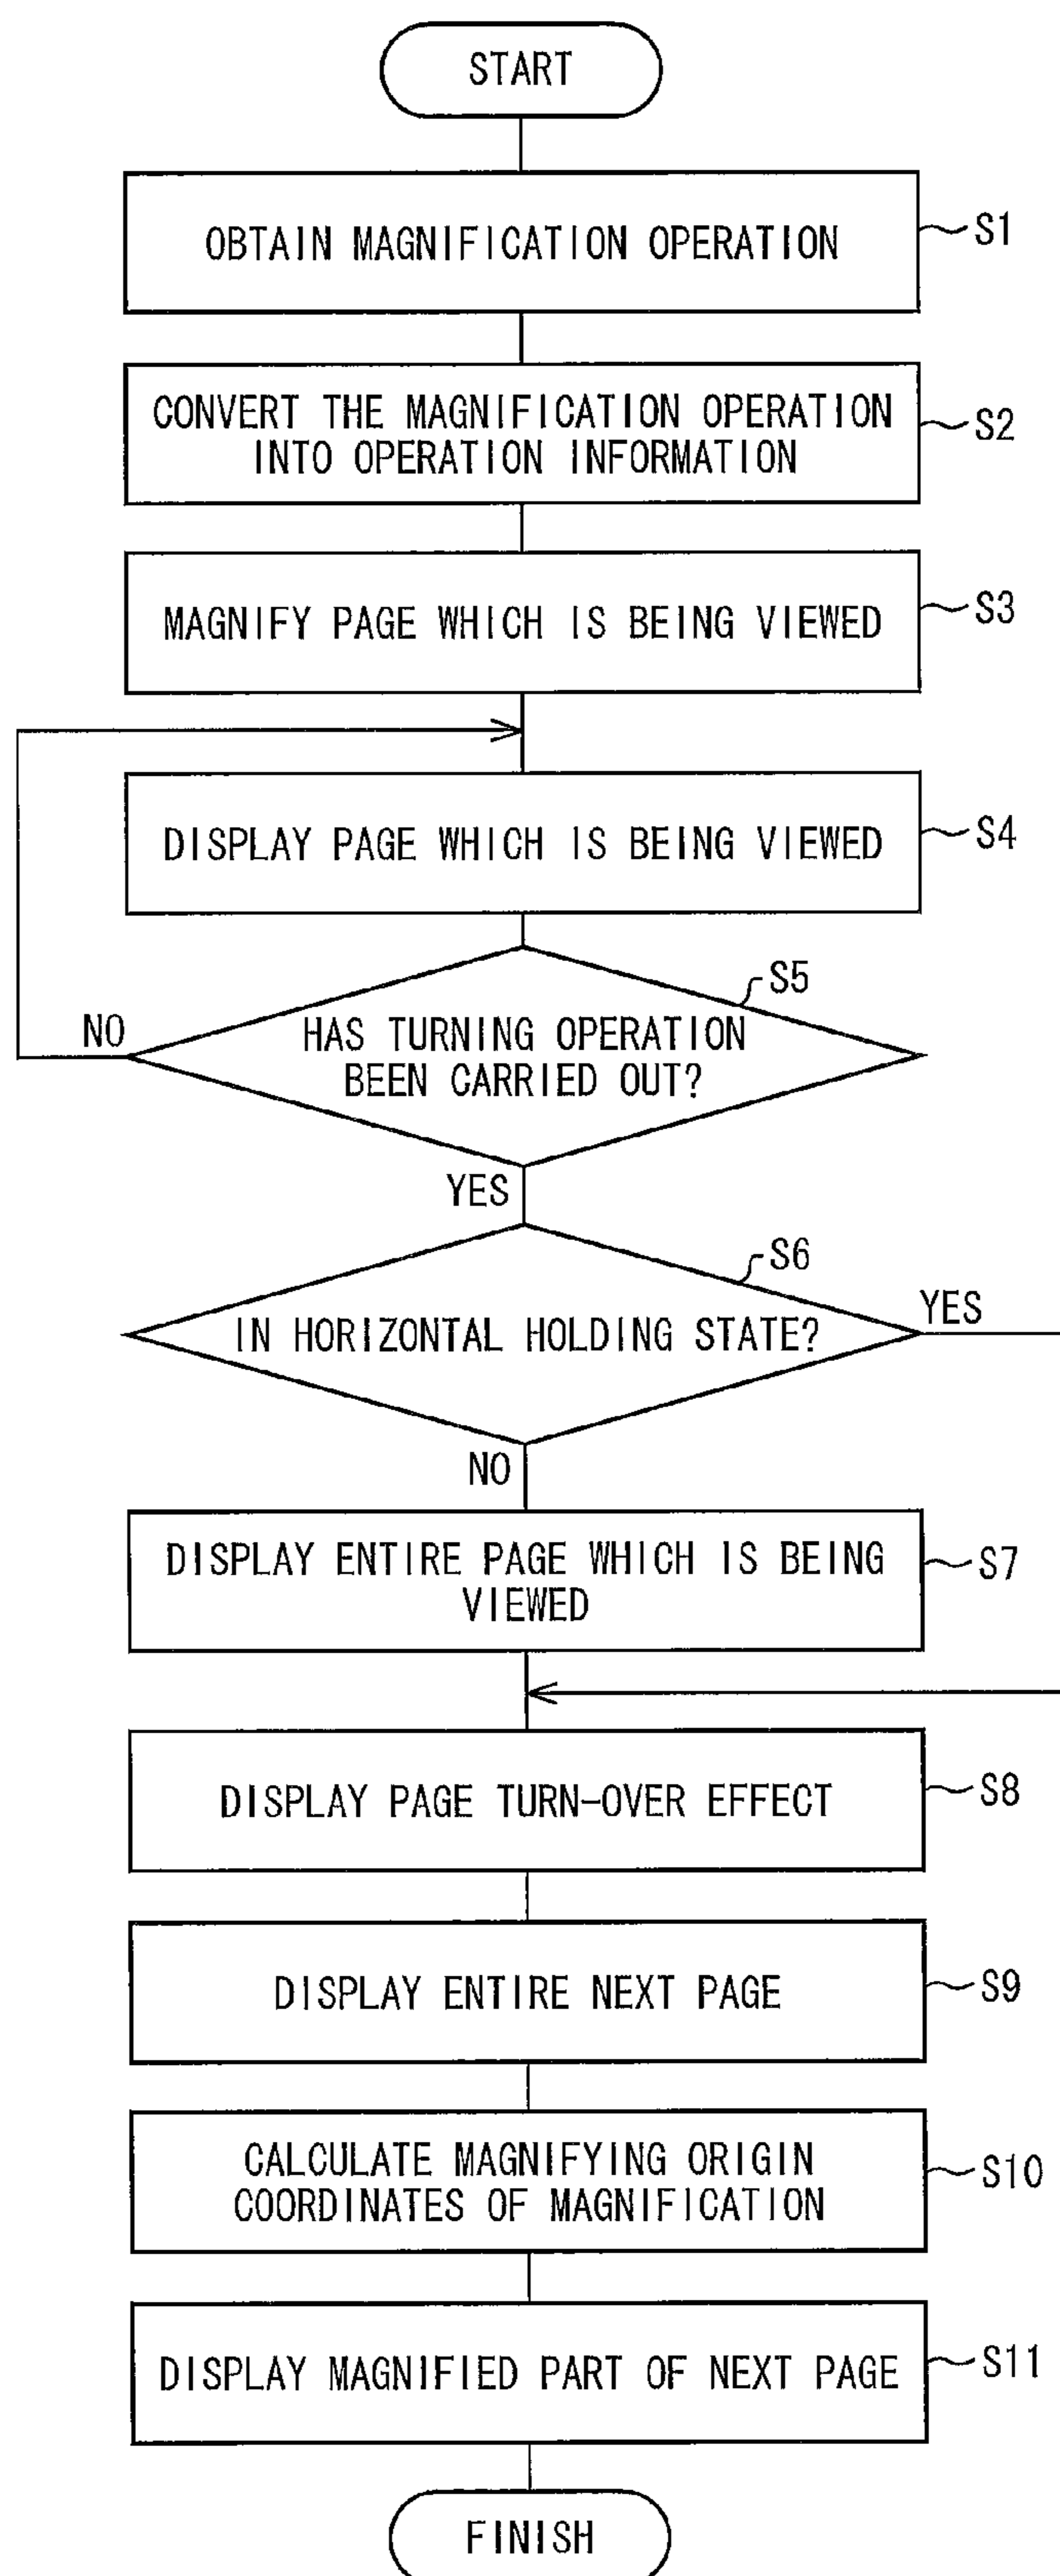 START
OBTAIN MAGNIFICATION OPERATION
S1
CONVERT THE MAGNIFICATION OPERATION
INTO OPERATION INFORMATION
S2
MAGNIFY PAGE WHICH IS BEING VIEWED
S3
DISPLAY PAGE WHICH IS BEING VIEWED
S4
S5
NO
HAS TURNING OPERATION
BEEN CARRIED OUT?
YES
S6
YES
IN HORIZONTAL HOLDING STATE?
NO
DISPLAY ENTIRE PAGE WHICH IS BEING
VIEWED
S7
DISPLAY PAGE TURN-OVER EFFECT
S8
DISPLAY ENTIRE NEXT PAGE
S9
CALCULATE MAGNIFYING ORIGIN
COORDINATES OF MAGNIFICATION
S10
DISPLAY MAGNIFIED PART OF NEXT PAGE
S11
FINISH